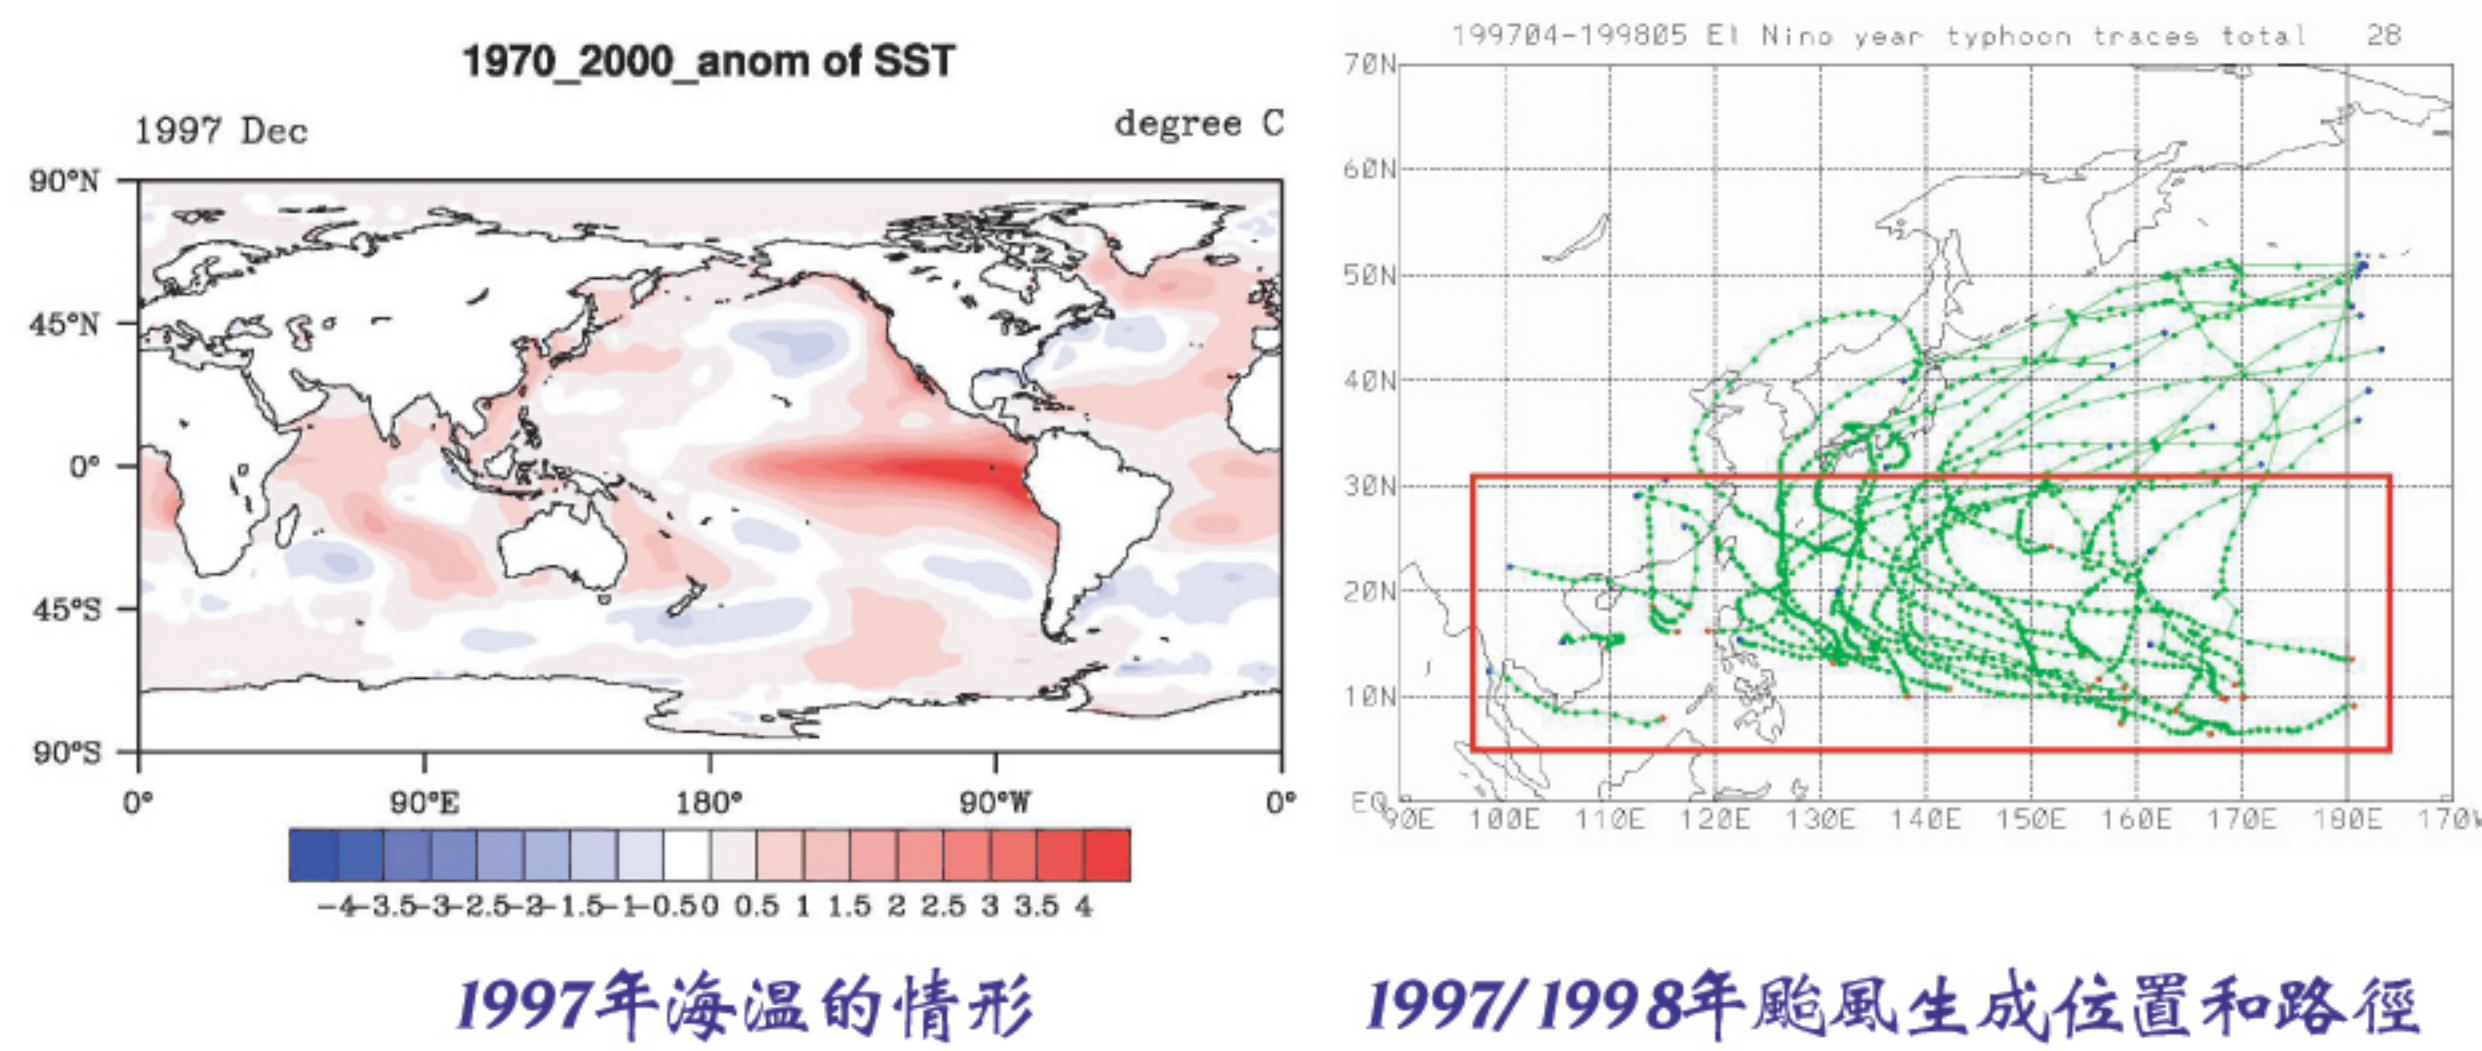 1970_2000_anom of SST
1997 Dec
degree C
90°N
45°N
0°
45°S
90°S
0° 90°E 180° 90°W 0°
-4-3.5-3-2.5-2-1.5-1-0.50 0.5 1 1.5 2 2.5 3 3.5 4
1997年海温的情形
199704-199805 El Nino year typhoon traces total 28
70N
60N
50N
40N
30N
20N
10N
EQ
90E 100E 110E 120E 130E 140E 150E 160E 170E 180E 170W
1997/1998年颱風生成位置和路徑